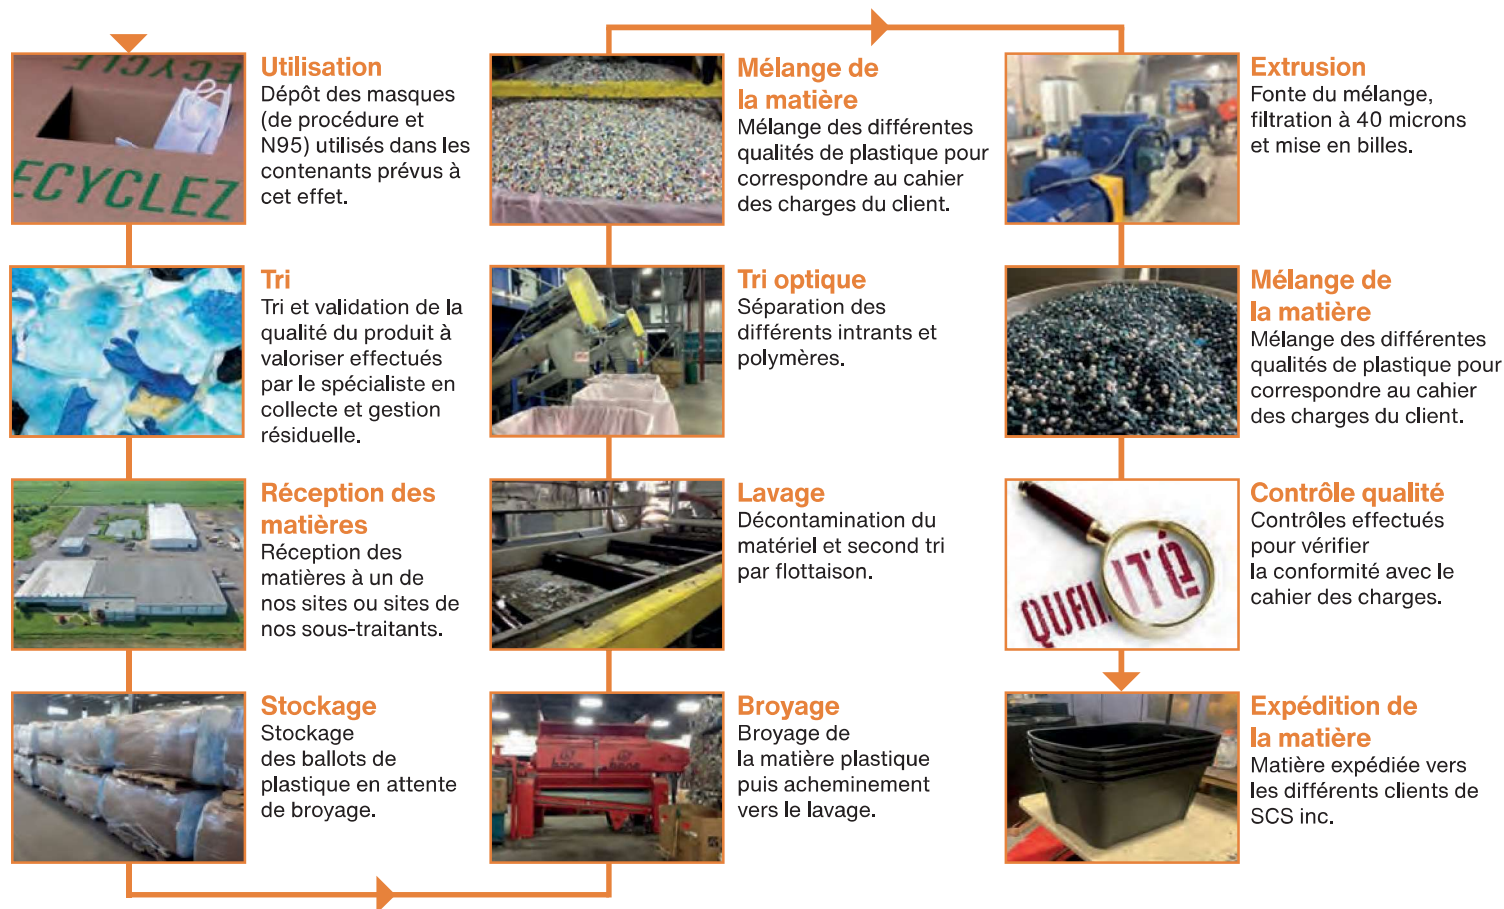 ECYCLE
ECYCLEZ
Utilisation
Dépôt des masques
(de procédure et
N95) utilisés dans les
contenants prévus à
cet effet.
Tri
Tri et validation de la
qualité du produit à
valoriser effectués
par le spécialiste en
collecte et gestion
résiduelle.
Réception des
matières
Réception des
matières à un de
nos sites ou sites de
nos sous-traitants.
Stockage
Stockage
des ballots de
plastique en attente
de broyage.
Broyage
Broyage de
la matière plastique
puis acheminement
vers le lavage.
Lavage
Décontamination du
matériel et second tri
par flottaison.
Tri optique
Séparation des
différents intrants et
polymères.
Mélange de
la matière
Mélange des différentes
qualités de plastique pour
correspondre au cahier
des charges du client.
Extrusion
Fonte du mélange,
filtration à 40 microns
et mise en billes.
Mélange de
la matière
Mélange des différentes
qualités de plastique pour
correspondre au cahier
des charges du client.
QUALITÉ
Contrôle qualité
Contrôles effectués
pour vérifier
la conformité avec le
cahier des charges.
Expédition de
la matière
Matière expédiée vers
les différents clients de
SCS inc.